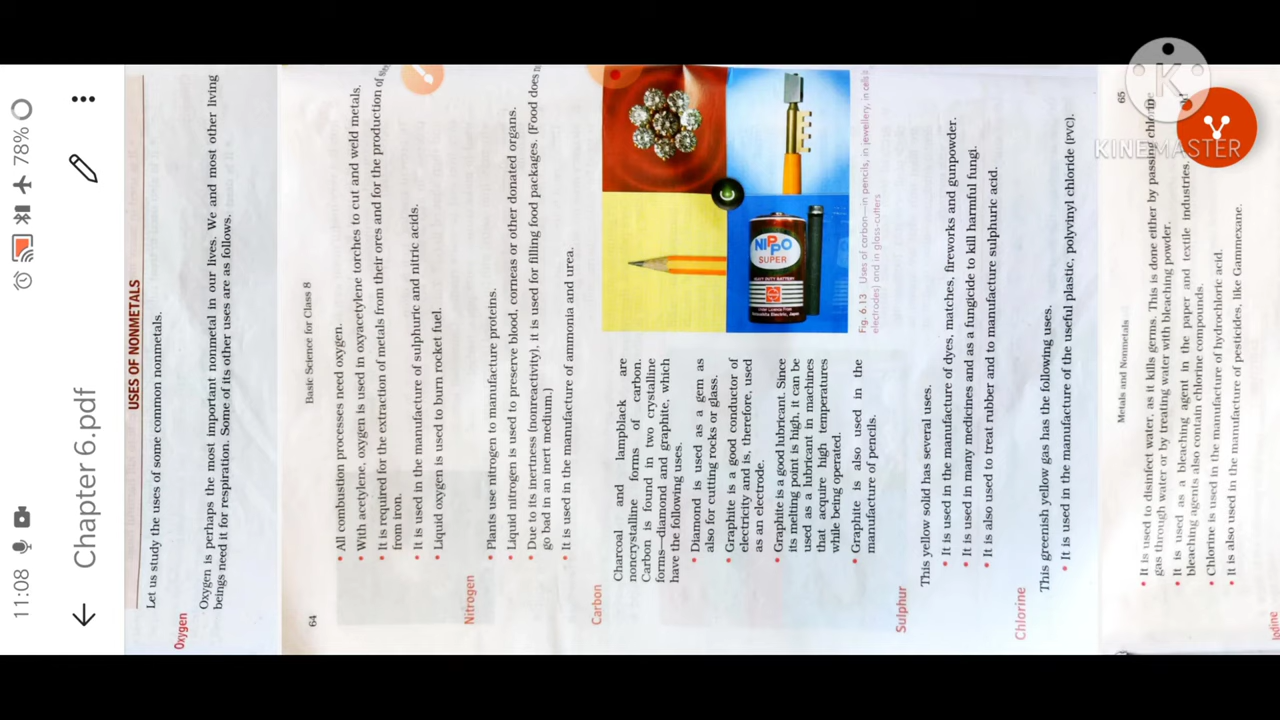 11:08
78%
Chapter 6.pdf
USES OF NONMETALS
Let us study the uses of some common nonmetals.
Oxygen
Oxygen is perhaps the most important nonmetal in our lives. We and most other living
beings need it for respiration. Some of its other uses are as follows.
64
Basic Science for Class 8
• All combustion processes need oxygen.
• With acetylene, oxygen is used in oxyacetylene torches to cut and weld metals.
• It is required for the extraction of metals from their ores and for the production of
from iron.
• It is used in the manufacture of sulphuric and nitric acids.
• Liquid oxygen is used to burn rocket fuel.
Nitrogen
• Plants use nitrogen to manufacture proteins.
• Liquid nitrogen is used to preserve blood, corneas or other donated organs.
• Due to its inertness (nonreactivity), it is used for filling food packages. (Food does
go bad in an inert medium.)
• It is used in the manufacture of ammonia and urea.
Carbon
Charcoal and lampblack are
noncrystalline forms of carbon.
Carbon is found in two crystalline
forms—diamond and graphite, which
have the following uses.
• Diamond is used as a gem as
also for cutting rocks or glass.
• Graphite is a good conductor of
electricity and is, therefore, used
as an electrode.
• Graphite is a good lubricant. Since
its melting point is high, it can be
used as a lubricant in machines
that acquire high temperatures
while being operated.
• Graphite is also used in the
manufacture of pencils.
NIPPO
SUPER
Fig. 6.13 Uses of carbon—in pencils, in jewellery, in cells
electrodes) and in glass-cutters
Sulphur
This yellow solid has several uses.
• It is used in the manufacture of dyes, matches, fireworks and gunpowder.
• It is used in many medicines and as a fungicide to kill harmful fungi.
• It is also used to treat rubber and to manufacture sulphuric acid.
Chlorine
This greenish yellow gas has the following uses.
• It is used in the manufacture of the useful plastic, polyvinyl chloride (PVC).
Metals and Nonmetals
65
• It is used to disinfect water, as it kills germs. This is done either by passing chlorine
gas through water or by treating water with bleaching powder.
• It is used as a bleaching agent in the paper and textile industries.
bleaching agents also contain chlorine compounds.
• Chlorine is used in the manufacture of hydrochloric acid.
• It is also used in the manufacture of pesticides, like Gammexane.
Iodine
K
KINEMASTER